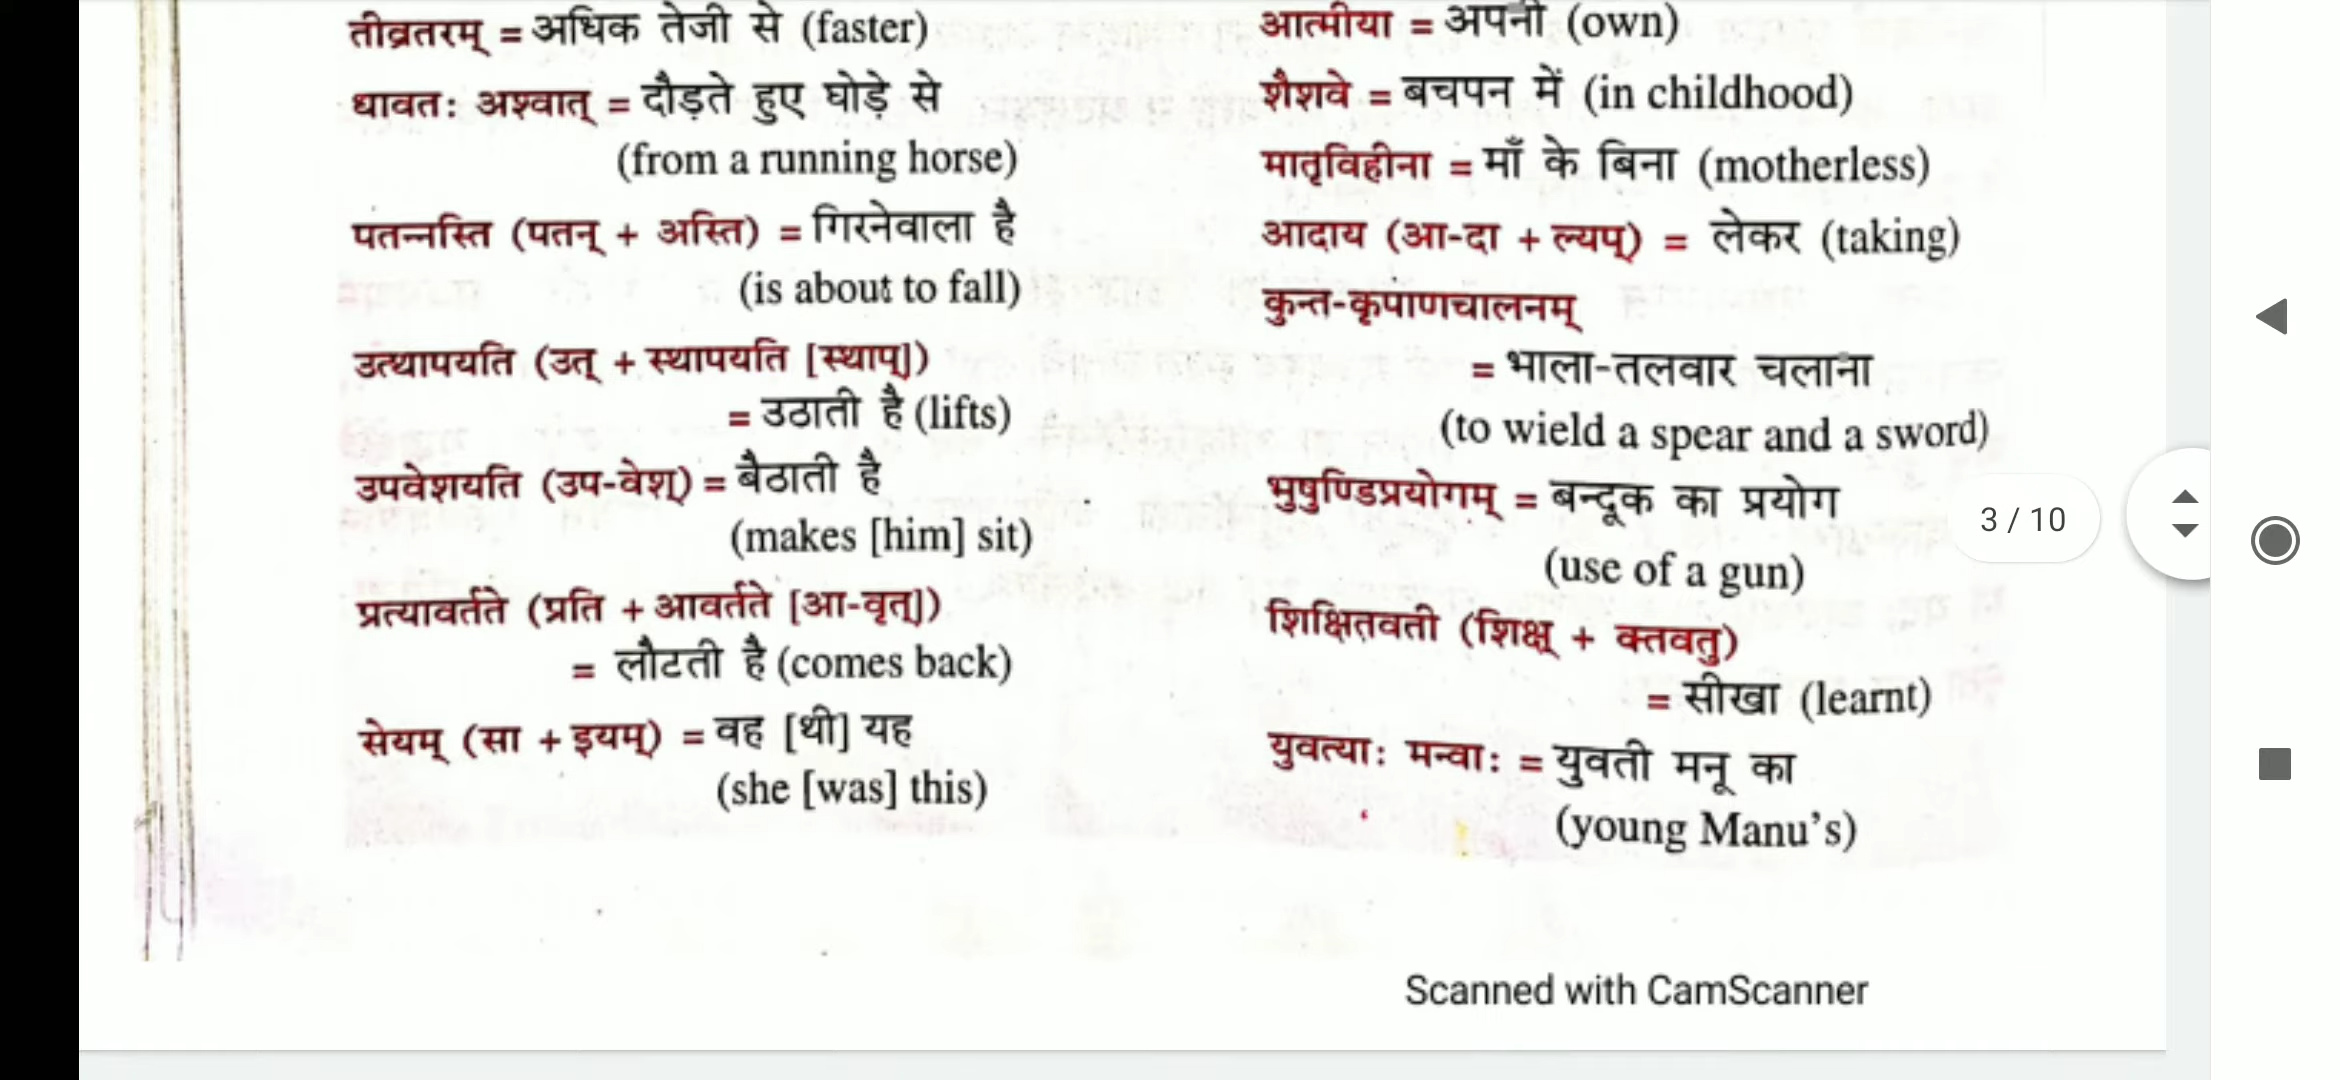 तीव्रतरम् = अधिक तेजी से (faster)
धावतः अश्वात् = दौड़ते हुए घोड़े से
(from a running horse)
पतन्नस्ति (पतन् + अस्ति) = गिरनेवाला है
(is about to fall)
उत्थापयति (उत् + स्थापयति [स्थाप्])
= उठाती है (lifts)
उपवेशयति (उप-वेश्) = बैठाती है
(makes [him] sit)
प्रत्यावर्तते (प्रति + आवर्तते [आ-वृत्])
= लौटती है (comes back)
सेयम् (सा + इयम्) = वह [थी] यह
(she [was] this)
आत्मीया = अपनी (own)
शैशवे = बचपन में (in childhood)
मातृविहीना = माँ के बिना (motherless)
आदाय (आ-दा + ल्यप्) = लेकर (taking)
कुन्त-कृपाणचालनम्
= भाला-तलवार चलाना
(to wield a spear and a sword)
भुषुण्डिप्रयोगम् = बन्दूक का प्रयोग
(use of a gun)
शिक्षितवती (शिक्ष् + क्तवतु)
= सीखा (learnt)
युवत्याः मन्वाः = युवती मनू का
(young Manu's)
3 / 10
Scanned with CamScanner